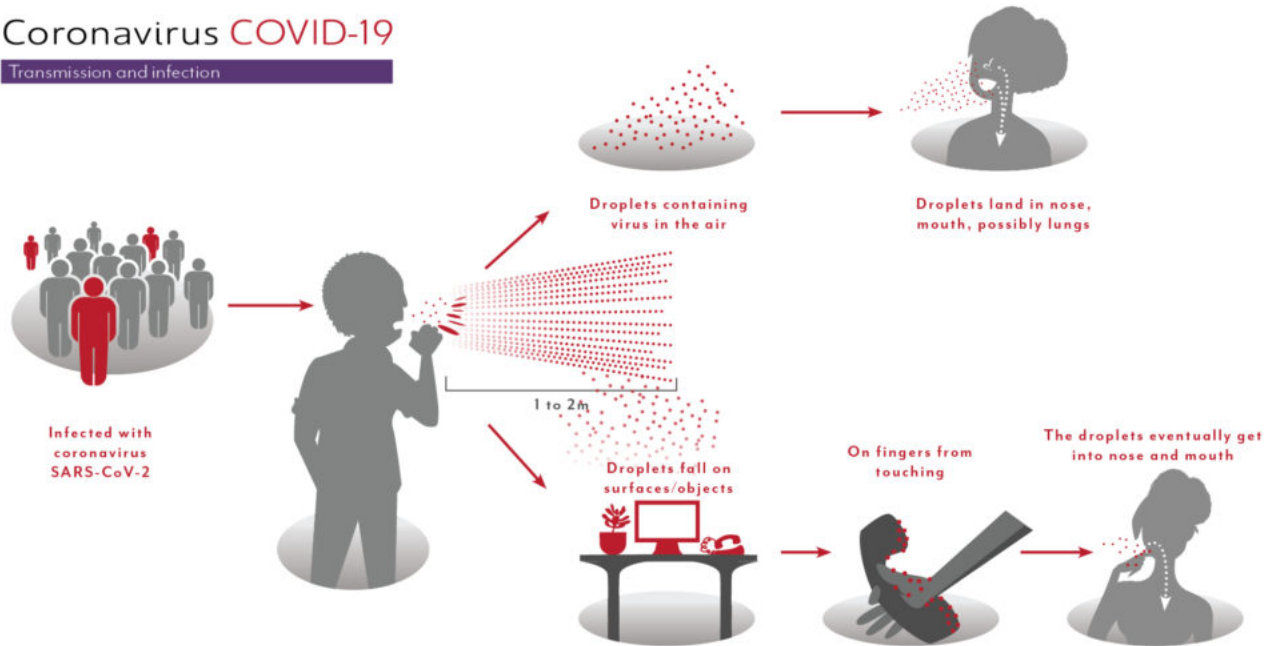 Coronavirus COVID-19
Transmission and infection
Droplets containing
virus in the air
Droplets land in nose,
mouth, possibly lungs
Infected with
coronavirus
SARS-CoV-2
1 to 2m
Droplets fall on
surfaces/objects
On fingers from
touching
The droplets eventually get
into nose and mouth